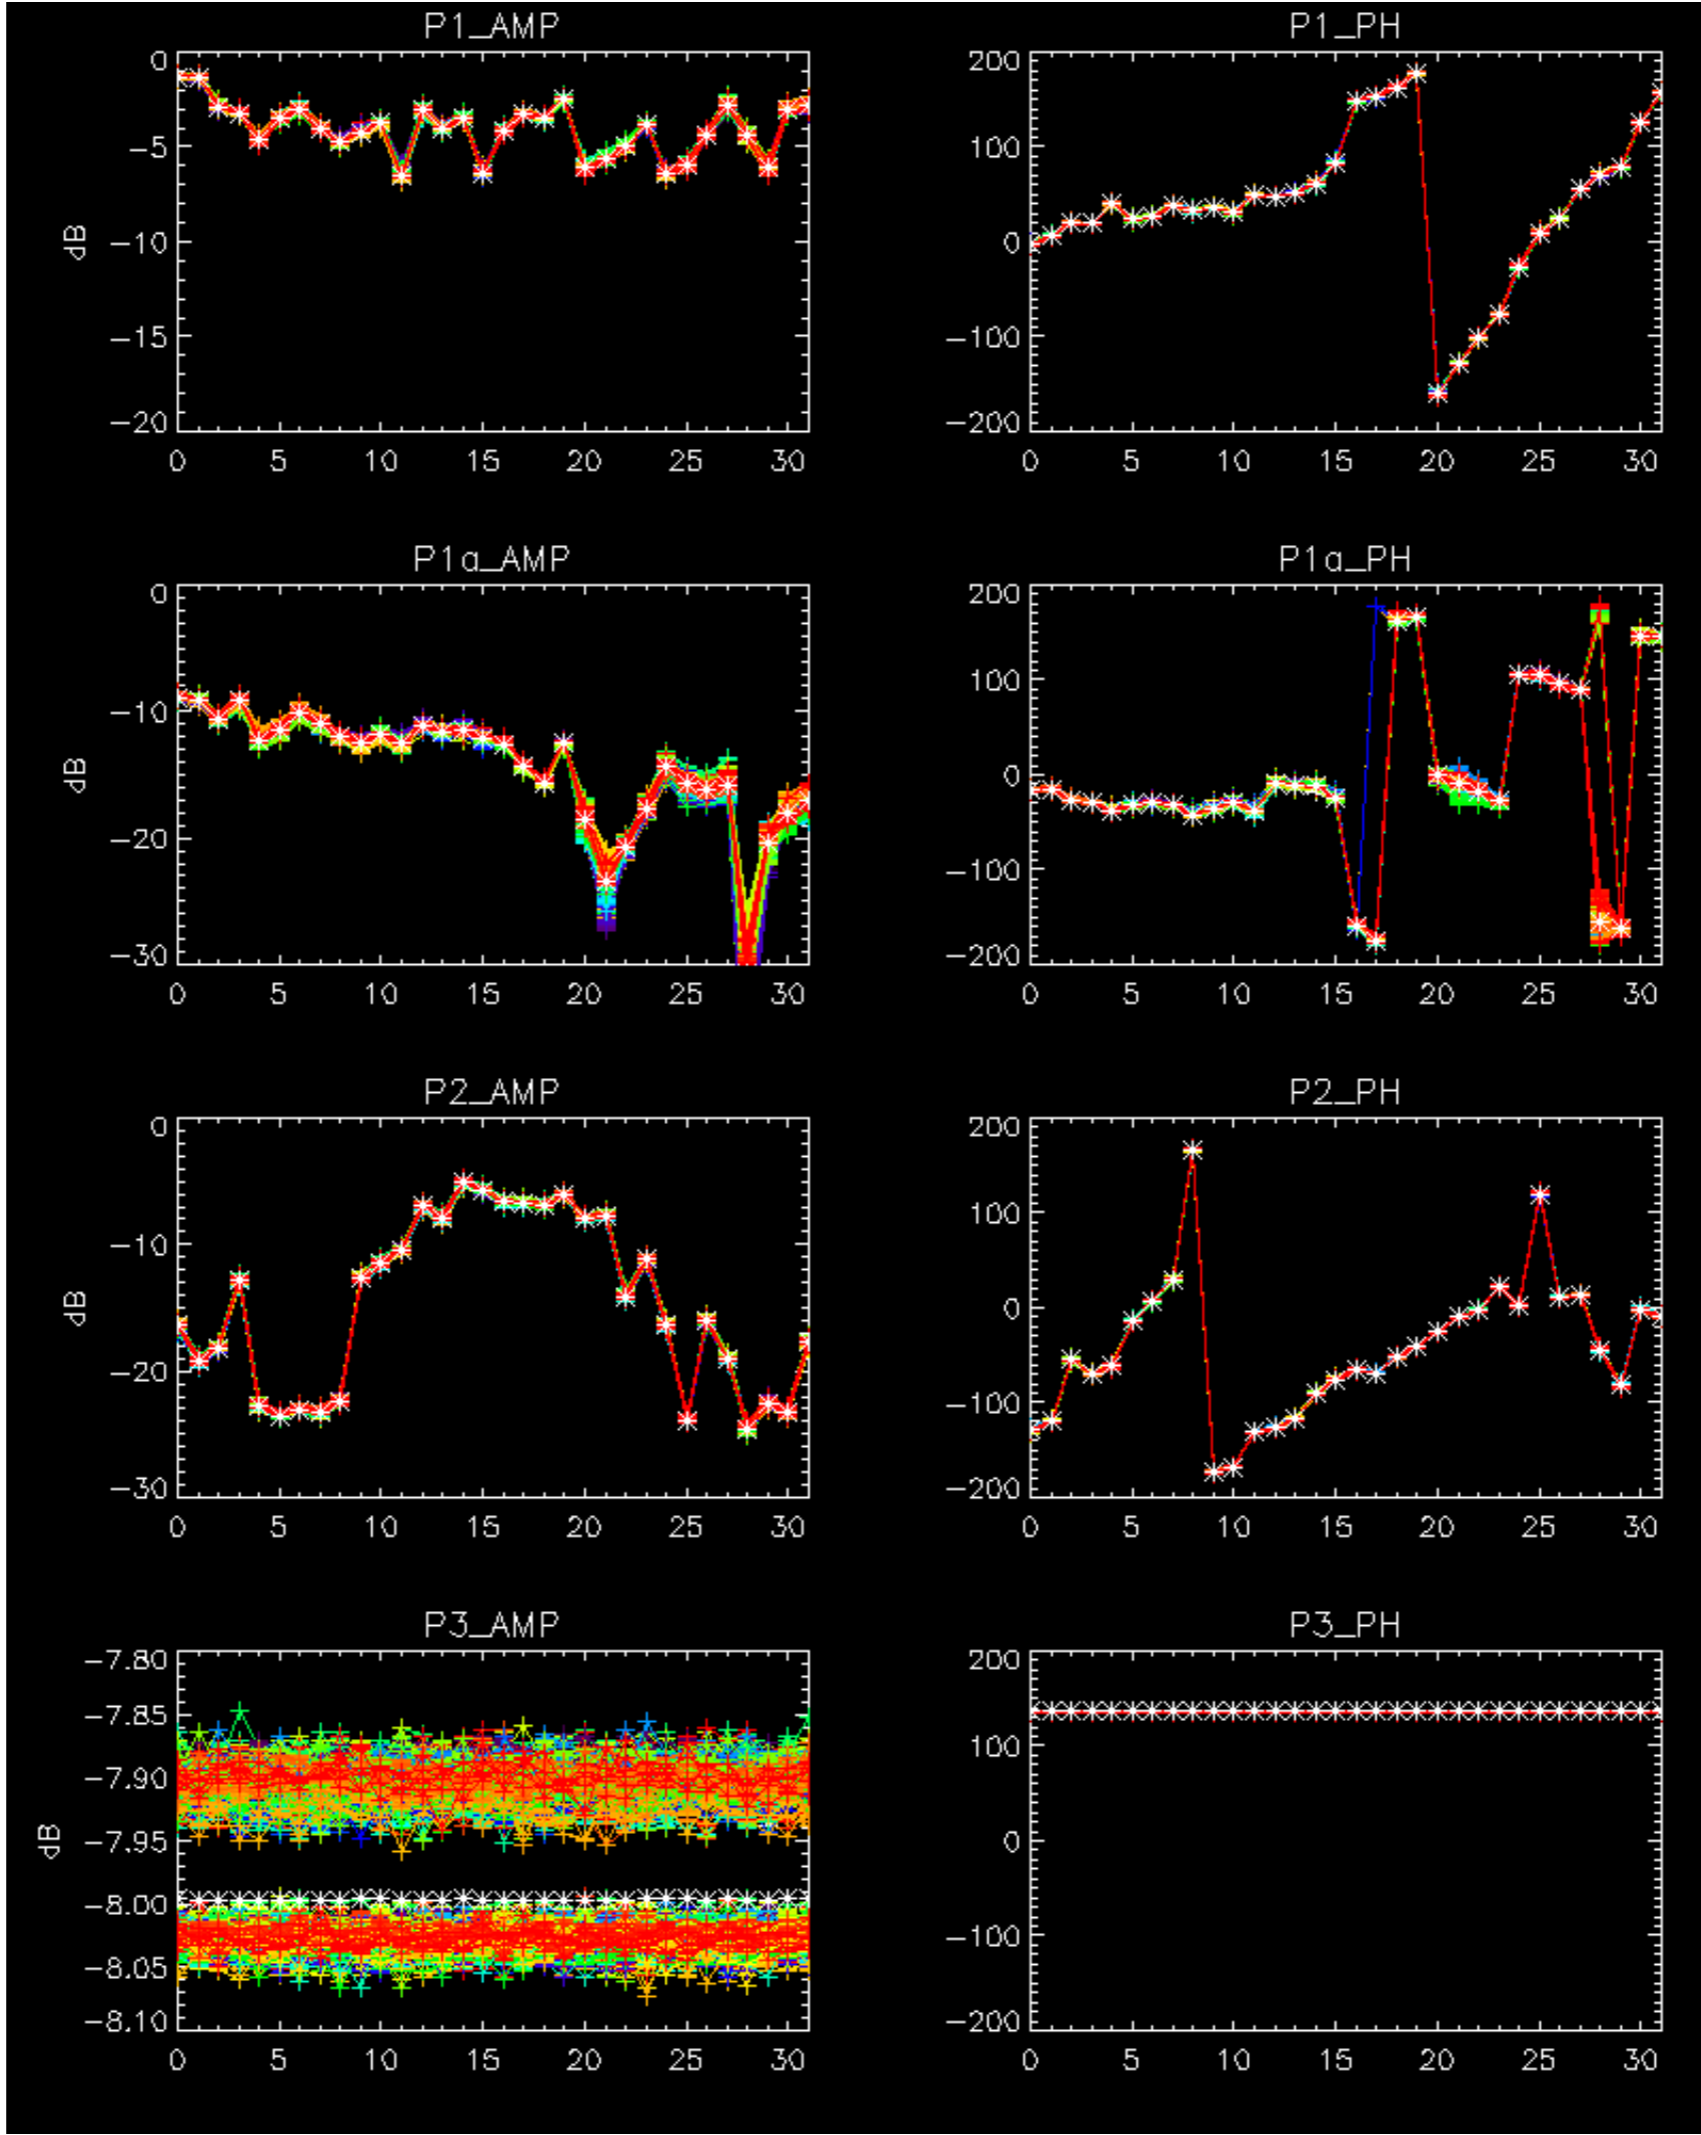 P1_AMP P1_PH
0 200
-5 100
dB -10 0
-15 -100
-20 -200
0 5 10 15 20 25 30 0 5 10 15 20 25 30
P1a_AMP P1a_PH
0 200
-10 100
dB 0
-20 -100
-30 -200
0 5 10 15 20 25 30 0 5 10 15 20 25 30
P2_AMP P2_PH
0 200
-10 100
dB 0
-20 -100
-30 -200
0 5 10 15 20 25 30 0 5 10 15 20 25 30
P3_AMP P3_PH
-7.80 200
-7.85
-7.90 100
dB -7.95 0
-8.00
-8.05 -100
-8.10 -200
0 5 10 15 20 25 30 0 5 10 15 20 25 30